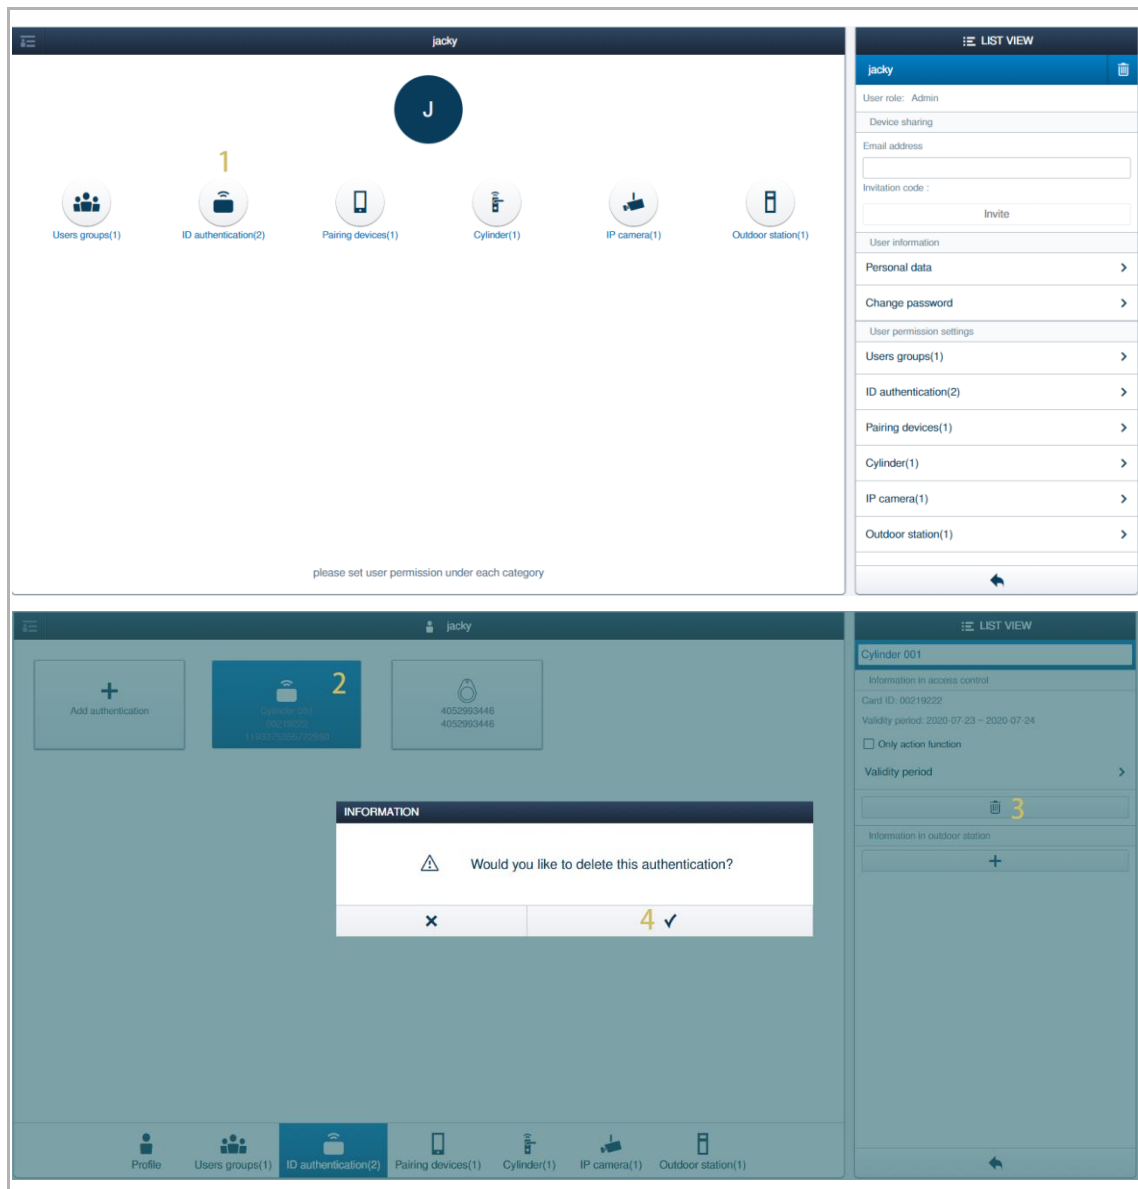 jacky
J
1
Users groups(1)
ID authentication(2)
Pairing devices(1)
Cylinder(1)
IP camera(1)
Outdoor station(1)
please set user permission under each category
LIST VIEW
jacky
User role: Admin
Device sharing
Email address
Invitation code :
Invite
User information
Personal data
Change password
User permission settings
Users groups(1)
ID authentication(2)
Pairing devices(1)
Cylinder(1)
IP camera(1)
Outdoor station(1)
jacky
Add authentication
2
Cylinder 001
00219222
4052993446
4052993446
INFORMATION
Would you like to delete this authentication?
4
Profile
Users groups(1)
ID authentication(2)
Pairing devices(1)
Cylinder(1)
IP camera(1)
Outdoor station(1)
LIST VIEW
Cylinder 001
Information in access control
Card ID: 00219222
Validity period: 2020-07-23 ~ 2020-07-24
Only action function
Validity period
3
Information in outdoor station